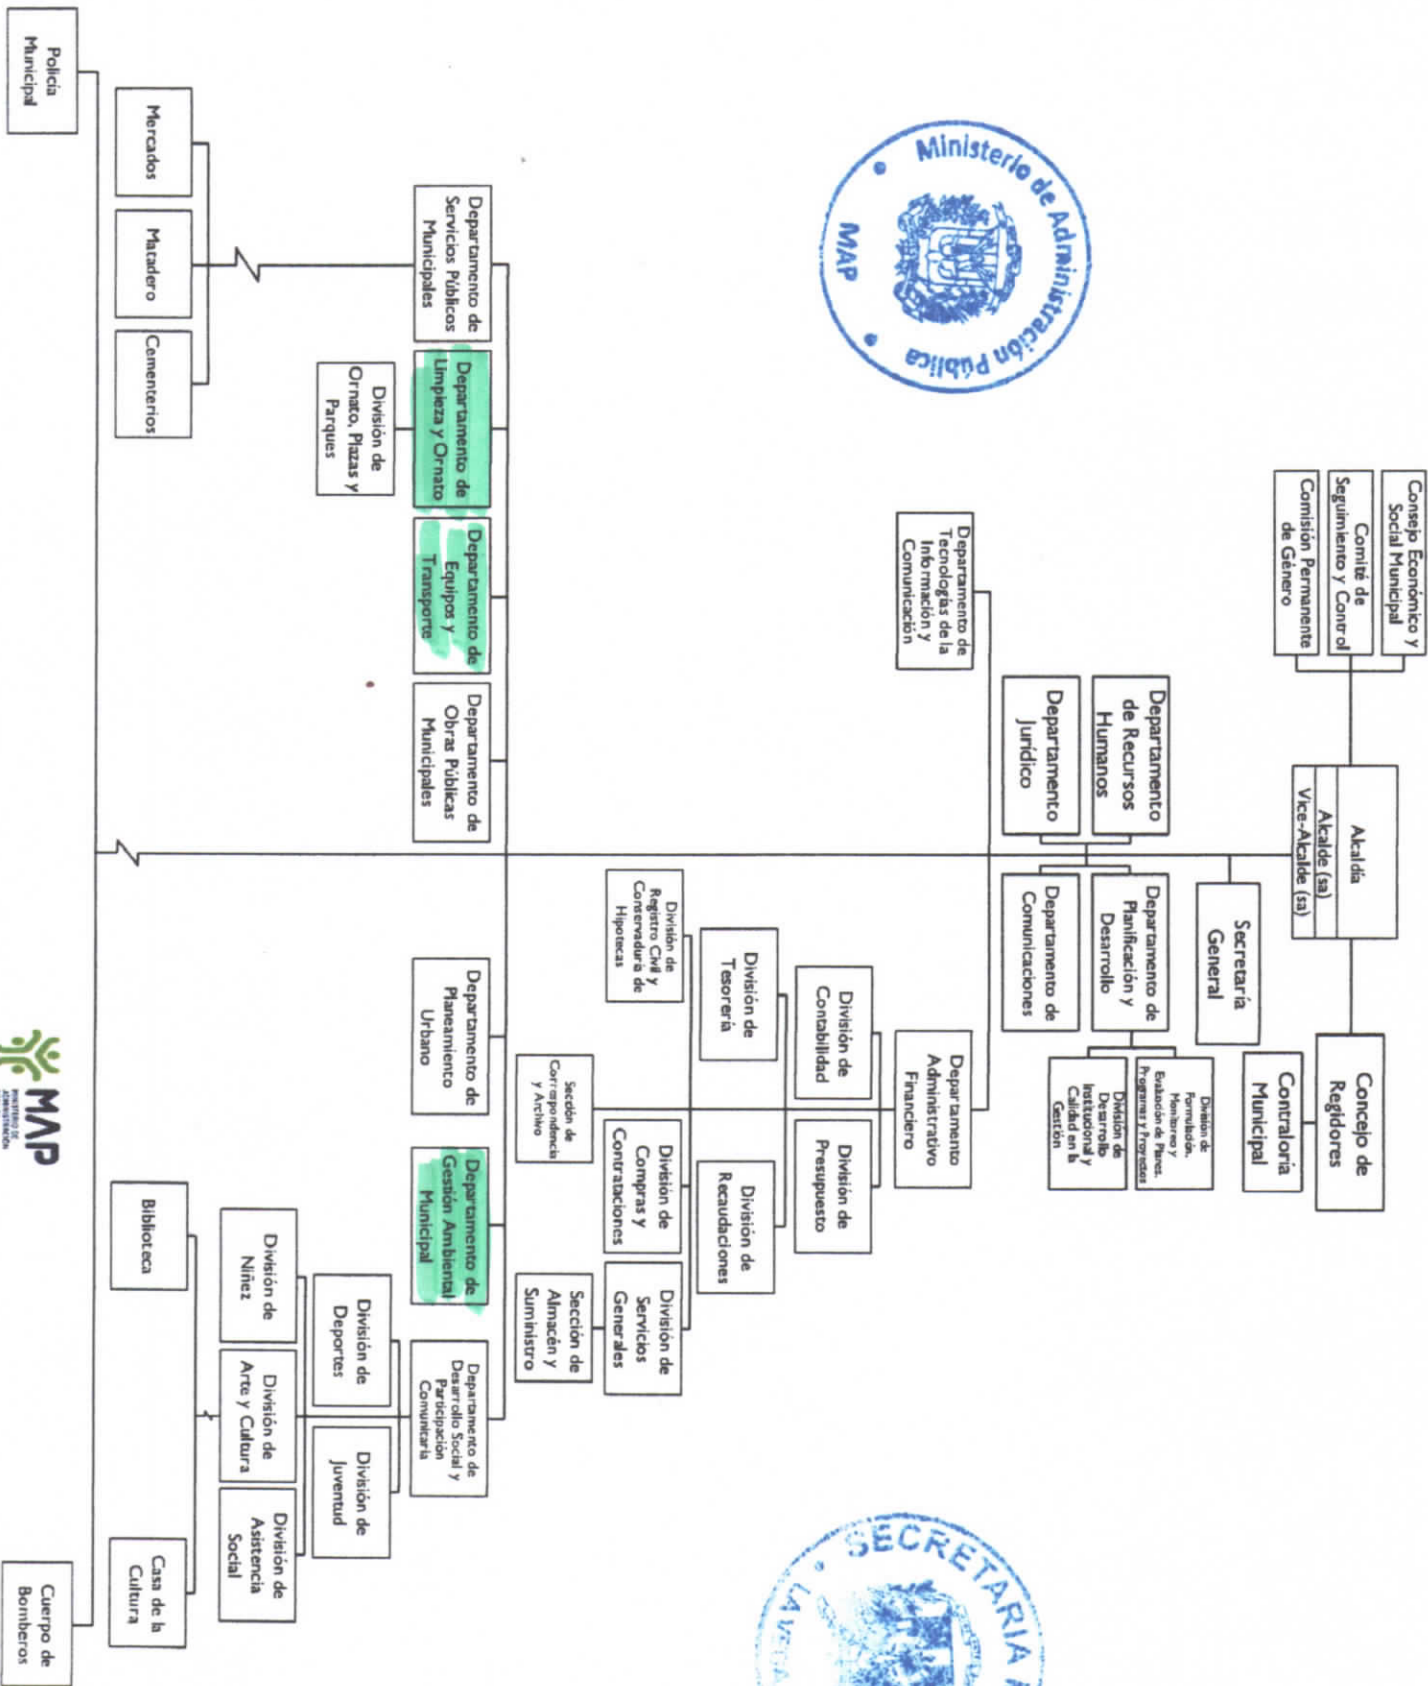 Consejo Económico y
Social Municipal
Comité de
Seguimiento y Control
Comisión Permanente
de Género
Alcaldía
Alcalde (sa)
Vice-Alcalde (sa)
Concejo de
Regidores
Contraloría
Municipal
Secretaría
General
Departamento
de Recursos
Humanos
Departamento
Jurídico
Departamento de
Planificación y
Desarrollo
Departamento de
Comunicaciones
División de
Formulación,
Monitoreo y
Evaluación de Planes,
Programas y Proyectos
División de
Desarrollo
Institucional y
Calidad en la
Gestión
Departamento de
Tecnologías de la
Información y
Comunicación
Departamento
Administrativo
Financiero
División de
Contabilidad
División de
Presupuesto
División de
Tesorería
División de
Recaudaciones
División de
Registro Civil y
Conservaduría de
Hipotecas
División de
Compras y
Contrataciones
División de
Servicios
Generales
Sección de
Correspondencia
y Archivo
Sección de
Almacén y
Suministro
Departamento de
Servicios Públicos
Municipales
Departamento de
Limpieza y Ornato
Departamento de
Equipos y
Transporte
Departamento de
Obras Públicas
Municipales
Departamento de
Planeamiento
Urbano
Departamento de
Gestión Ambiental
Municipal
Departamento de
Desarrollo Social y
Participación
Comunitaria
División de
Ornato, Plazas y
Parques
División de
Deportes
División de
Juventud
División de
Niñez
División de
Arte y Cultura
División de
Asistencia
Social
Mercados
Matadero
Cementerios
Biblioteca
Casa de la
Cultura
Policía
Municipal
Cuerpo de
Bomberos
Ministerio de Administración Pública
MAP
SECRETARIA
LA VEGA
MAP
MINISTERIO DE
ADMINISTRACIÓN